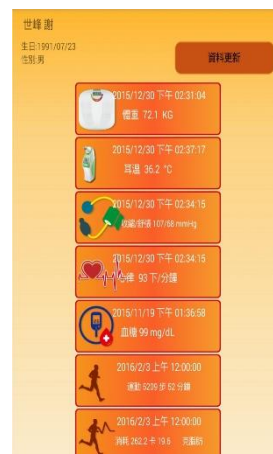 世峰 謝
生日:1991/07/23
性別:男
資料更新
2015/12/30 下午 02:31:04
體重 72.1 KG
2015/12/30 下午 02:37:17
耳溫 36.2 °C
2015/12/30 下午 02:34:15
收縮/舒張 107/68 mmHg
2015/12/30 下午 02:34:15
心律 93 下/分鐘
2015/11/19 下午 01:36:58
血糖 99 mg/dL
2016/2/3 上午 12:00:00
運動 5239 步 52 分鐘
2016/2/3 上午 12:00:00
消耗 262.2 卡 19.6 克脂肪